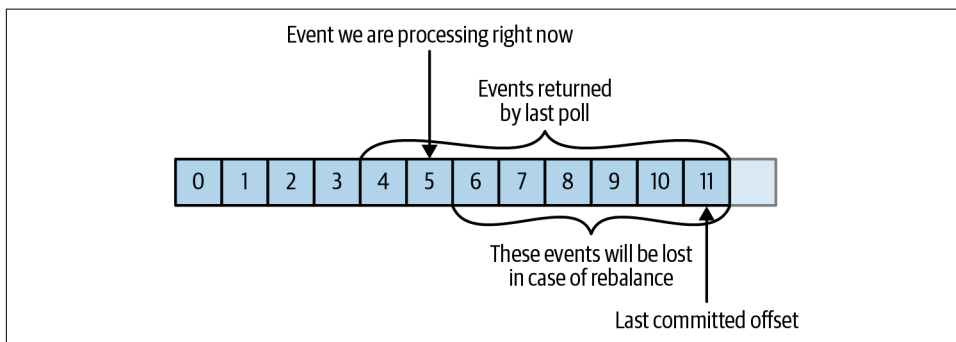 Event we are processing right now
Events returned
by last poll
0 1 2 3 4 5 6 7 8 9 10 11
These events will be lost
in case of rebalance
Last committed offset